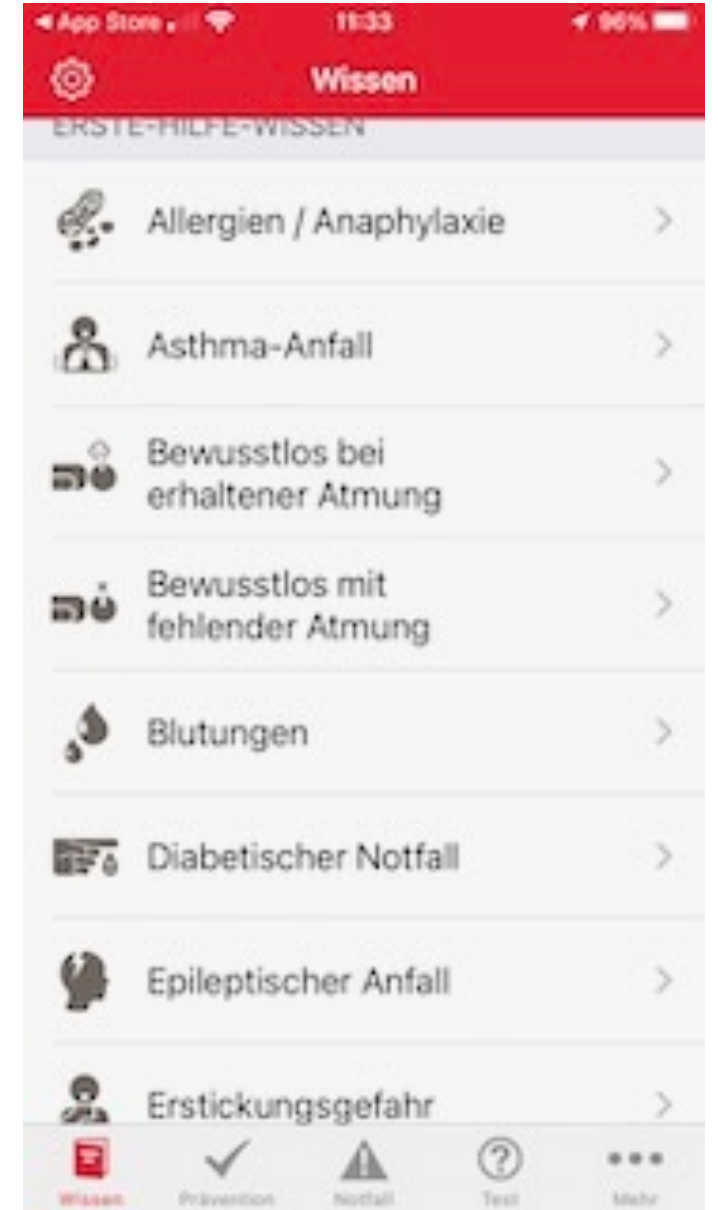 App Store
11:33
96%
Wissen
ERSTE-HILFE-WISSEN
Allergien / Anaphylaxie
Asthma-Anfall
Bewusstlos bei
erhaltener Atmung
Bewusstlos mit
fehlender Atmung
Blutungen
Diabetischer Notfall
Epileptischer Anfall
Erstickungsgefahr
Wissen
Prävention
Notfall
Test
Mehr